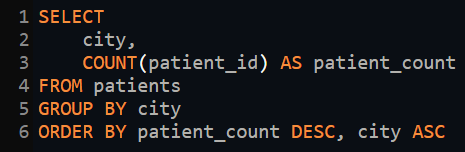 1 SELECT
2     city,
3     COUNT(patient_id) AS patient_count
4 FROM patients
5 GROUP BY city
6 ORDER BY patient_count DESC, city ASC